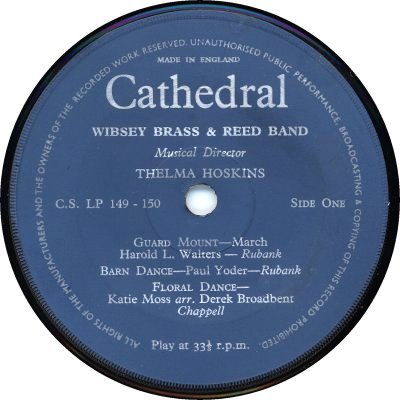 ALL RIGHTS OF THE MANUFACTURERS AND THE OWNERS OF THE RECORDED WORK RESERVED. UNAUTHORISED PUBLIC PERFORMANCE, BROADCASTING & COPYING OF THIS RECORD PROHIBITED.
MADE IN ENGLAND
Cathedral
WIBSEY BRASS & REED BAND
Musical Director
THELMA HOSKINS
C.S. LP 149 - 150 SIDE ONE
GUARD MOUNT—March
Harold L. Walters — Rubank
BARN DANCE—Paul Yoder—Rubank
FLORAL DANCE—
Katie Moss arr. Derek Broadbent
Chappell
Play at 33⅓ r.p.m.